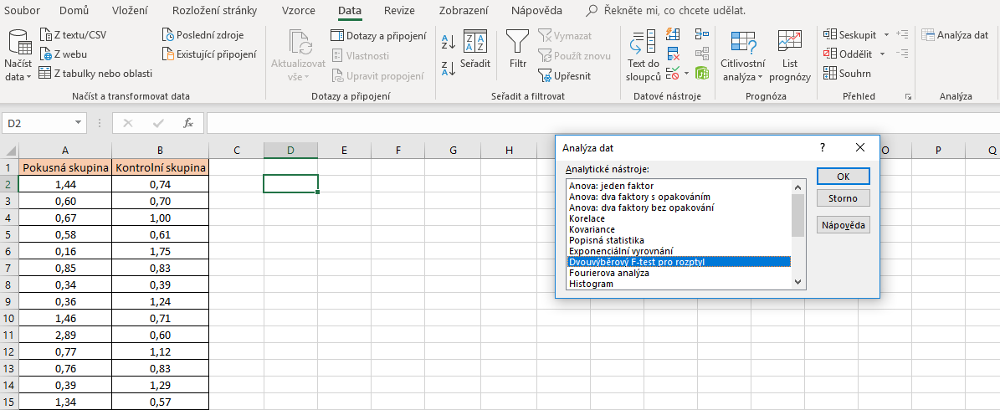 Soubor Domů Vložení Rozložení stránky Vzorce Data Revize Zobrazení Nápověda Řekněte mi, co chcete udělat.
Načíst data
Z textu/CSV
Z webu
Z tabulky nebo oblasti
Poslední zdroje
Existující připojení
Načíst a transformovat data
Aktualizovat vše
Dotazy a připojení
Vlastnosti
Upravit propojení
Dotazy a připojení
Seřadit
Filtr
Vymazat
Použít znovu
Upřesnit
Seřadit a filtrovat
Text do sloupců
Datové nástroje
Citlivostní analýza
List prognózy
Prognóza
Seskupit
Oddělit
Souhrn
Přehled
Analýza dat
Analýza
D2 fx
A B C D E F G H O P Q
1 Pokusná skupina Kontrolní skupina
2 1,44 0,74
3 0,60 0,70
4 0,67 1,00
5 0,58 0,61
6 0,16 1,75
7 0,85 0,83
8 0,34 0,39
9 0,36 1,24
10 1,46 0,71
11 2,89 0,60
12 0,77 1,12
13 0,76 0,83
14 0,39 1,29
15 1,34 0,57
Analýza dat ?
Analytické nástroje:
Anova: jeden faktor
Anova: dva faktory s opakováním
Anova: dva faktory bez opakování
Korelace
Kovariance
Popisná statistika
Exponenciální vyrovnání
Dvouvýběrový F-test pro rozptyl
Fourierova analýza
Histogram
OK
Storno
Nápověda